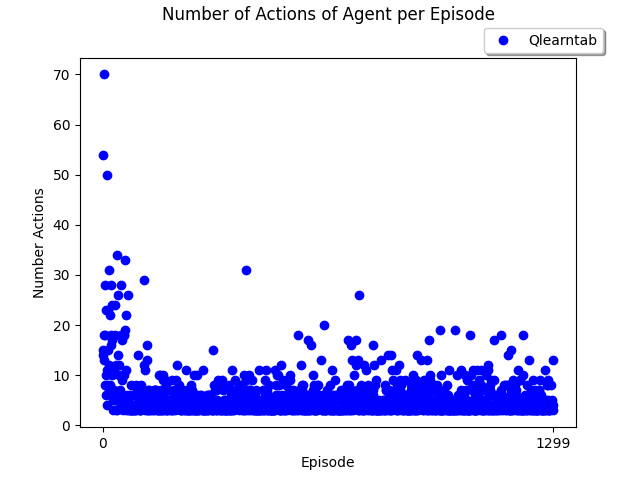 Number of Actions of Agent per Episode
Qlearntab
70
60
50
40
30
20
10
0
Number Actions
0 1299
Episode